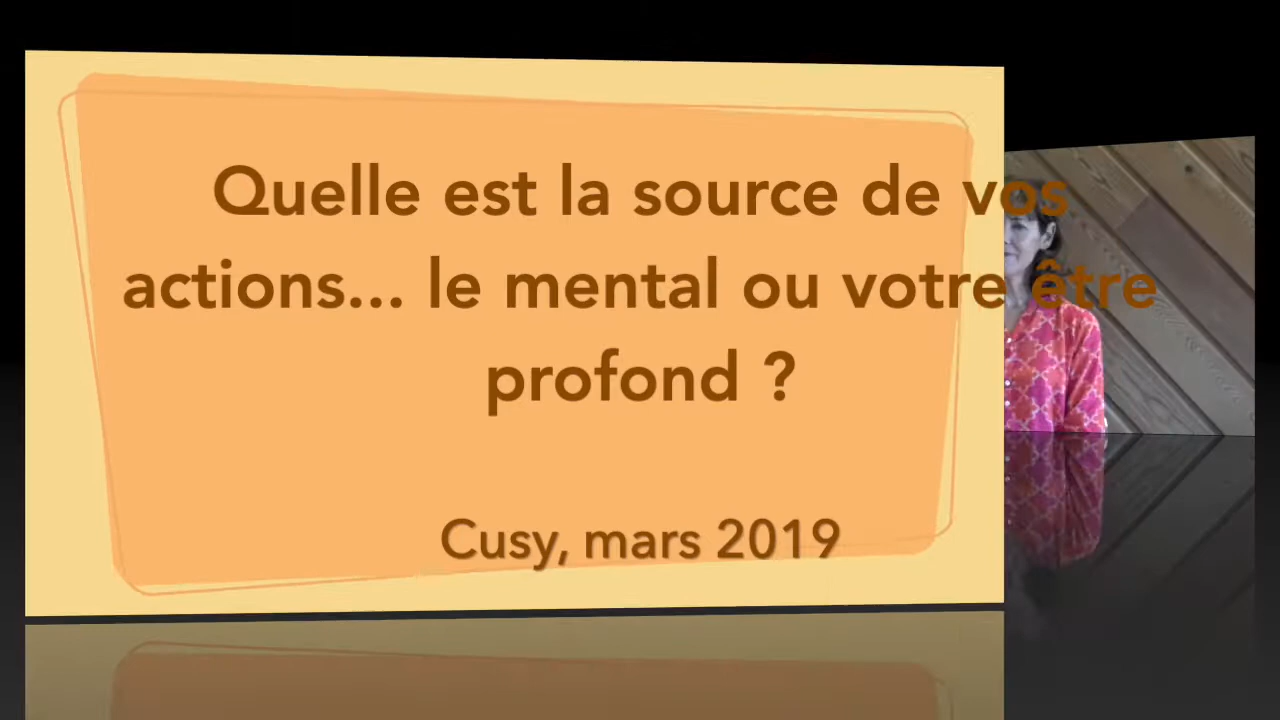 Quelle est la source de vos
actions... le mental ou votre être
profond ?
Cusy, mars 2019